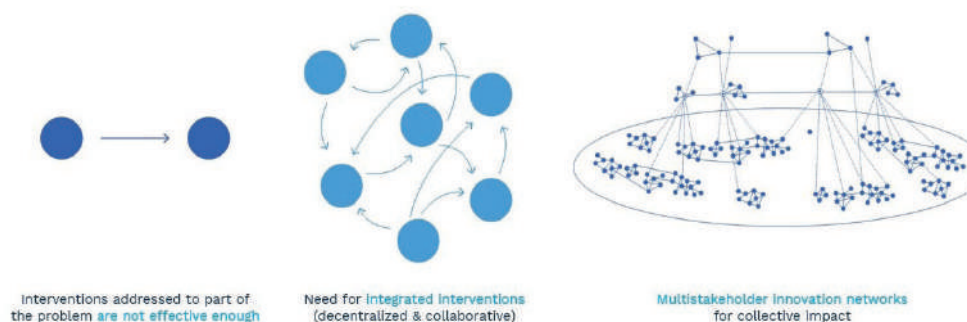 Interventions addressed to part of
the problem are not effective enough
Need for integrated interventions
(decentralized & collaborative)
Multistakeholder innovation networks
for collective impact